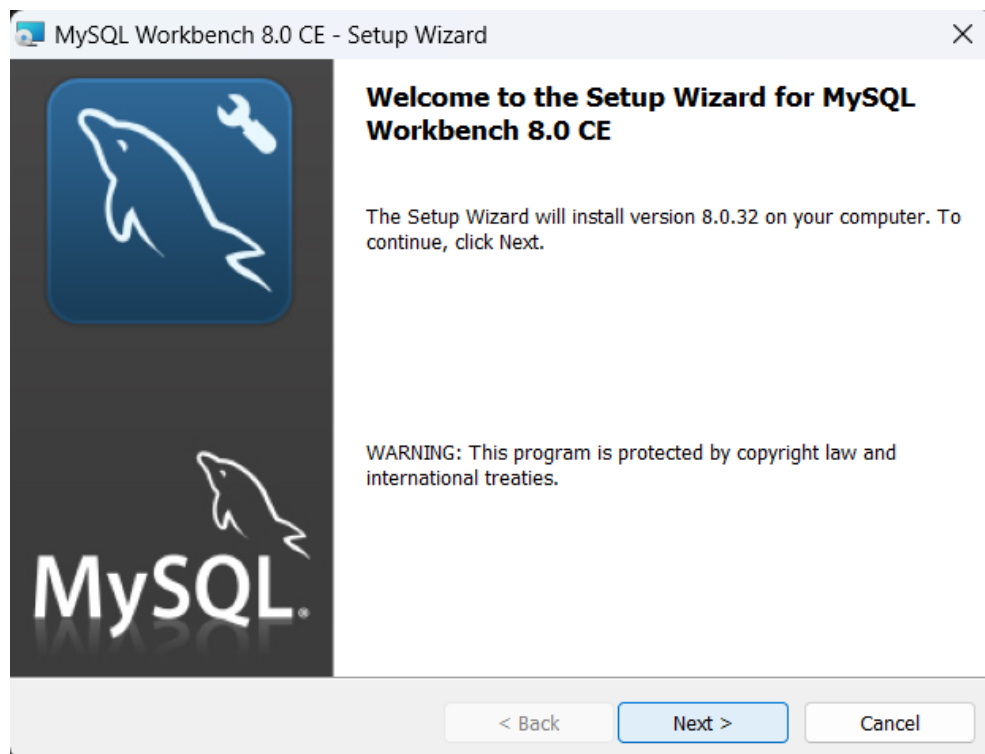 MySQL Workbench 8.0 CE - Setup Wizard
Welcome to the Setup Wizard for MySQL
Workbench 8.0 CE
The Setup Wizard will install version 8.0.32 on your computer. To
continue, click Next.
WARNING: This program is protected by copyright law and
international treaties.
MySQL®
< Back
Next >
Cancel